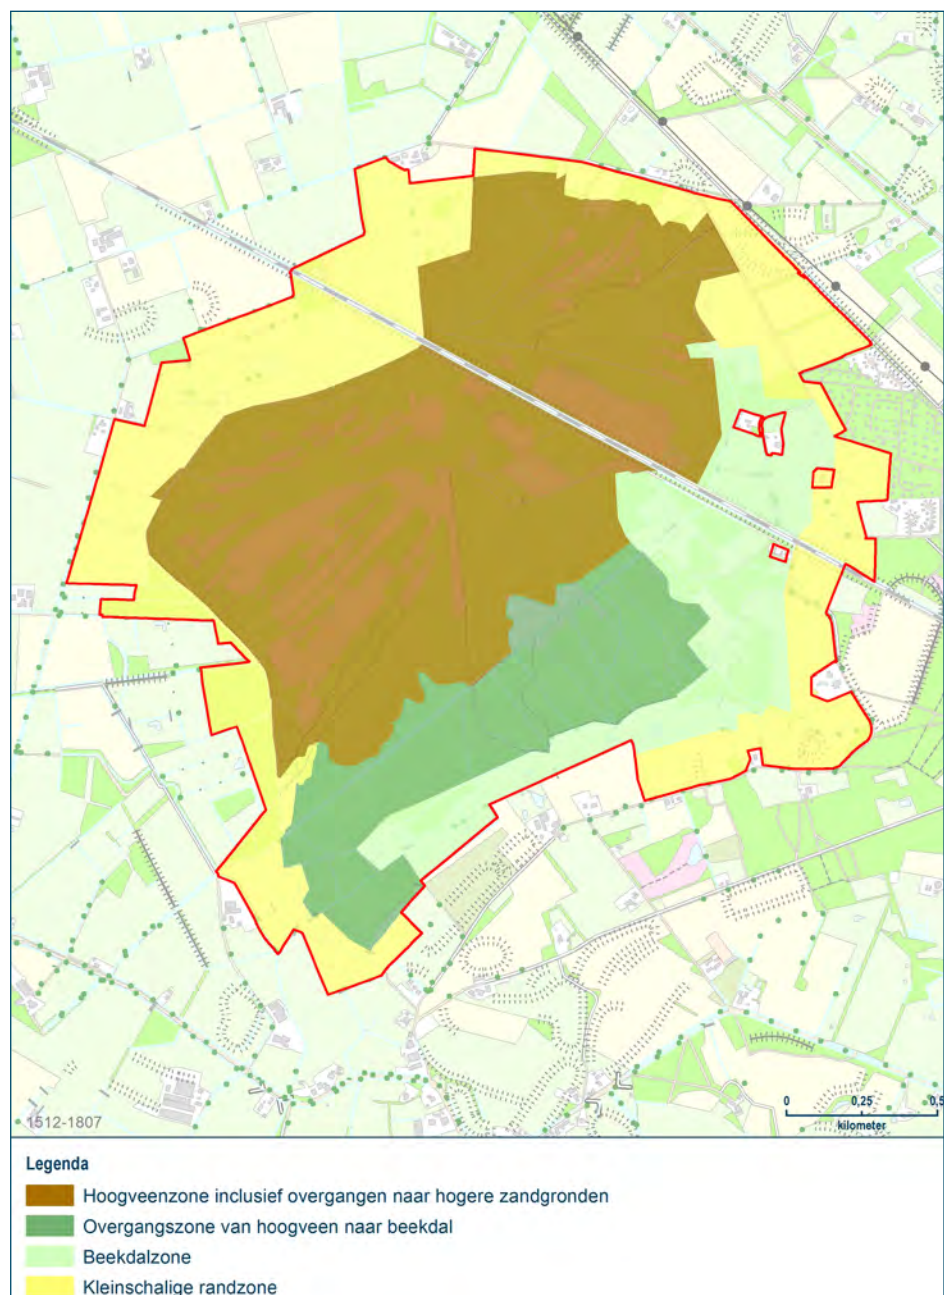 1512-1807
0 0,25 0,5
kilometer
Legenda
Hoogveenzone inclusief overgangen naar hogere zandgronden
Overgangszone van hoogveen naar beekdal
Beekdalzone
Kleinschalige randzone